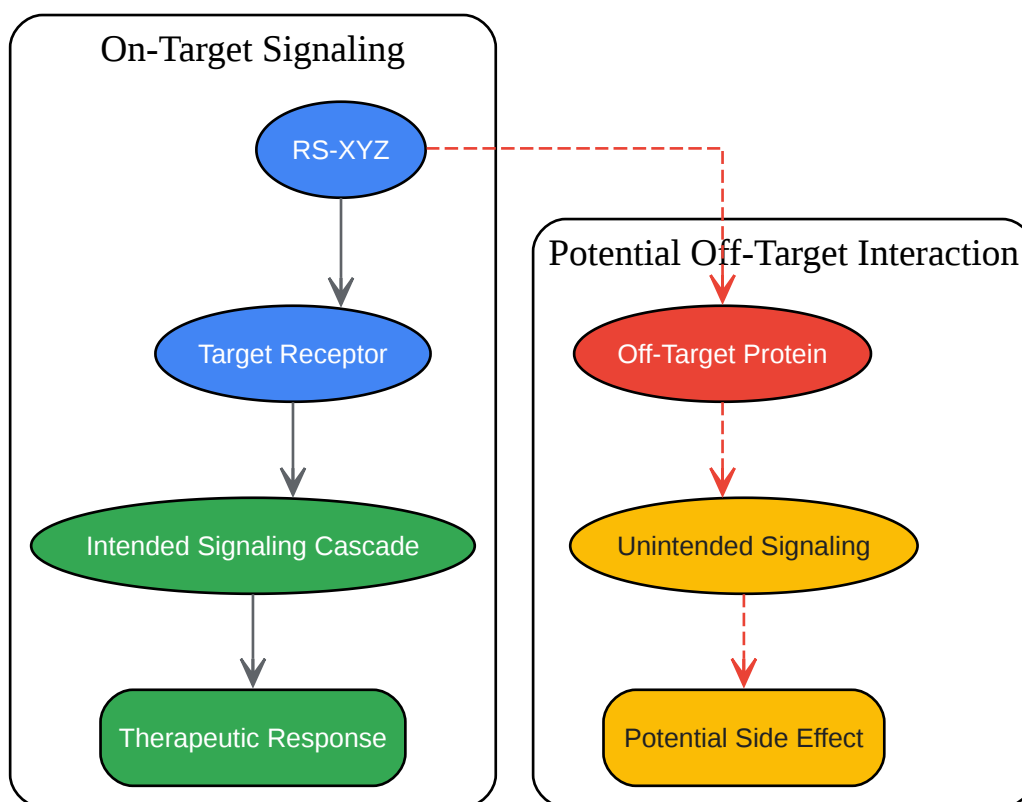 On-Target Signaling
RS-XYZ
Target Receptor
Intended Signaling Cascade
Therapeutic Response
Potential Off-Target Interaction
Off-Target Protein
Unintended Signaling
Potential Side Effect